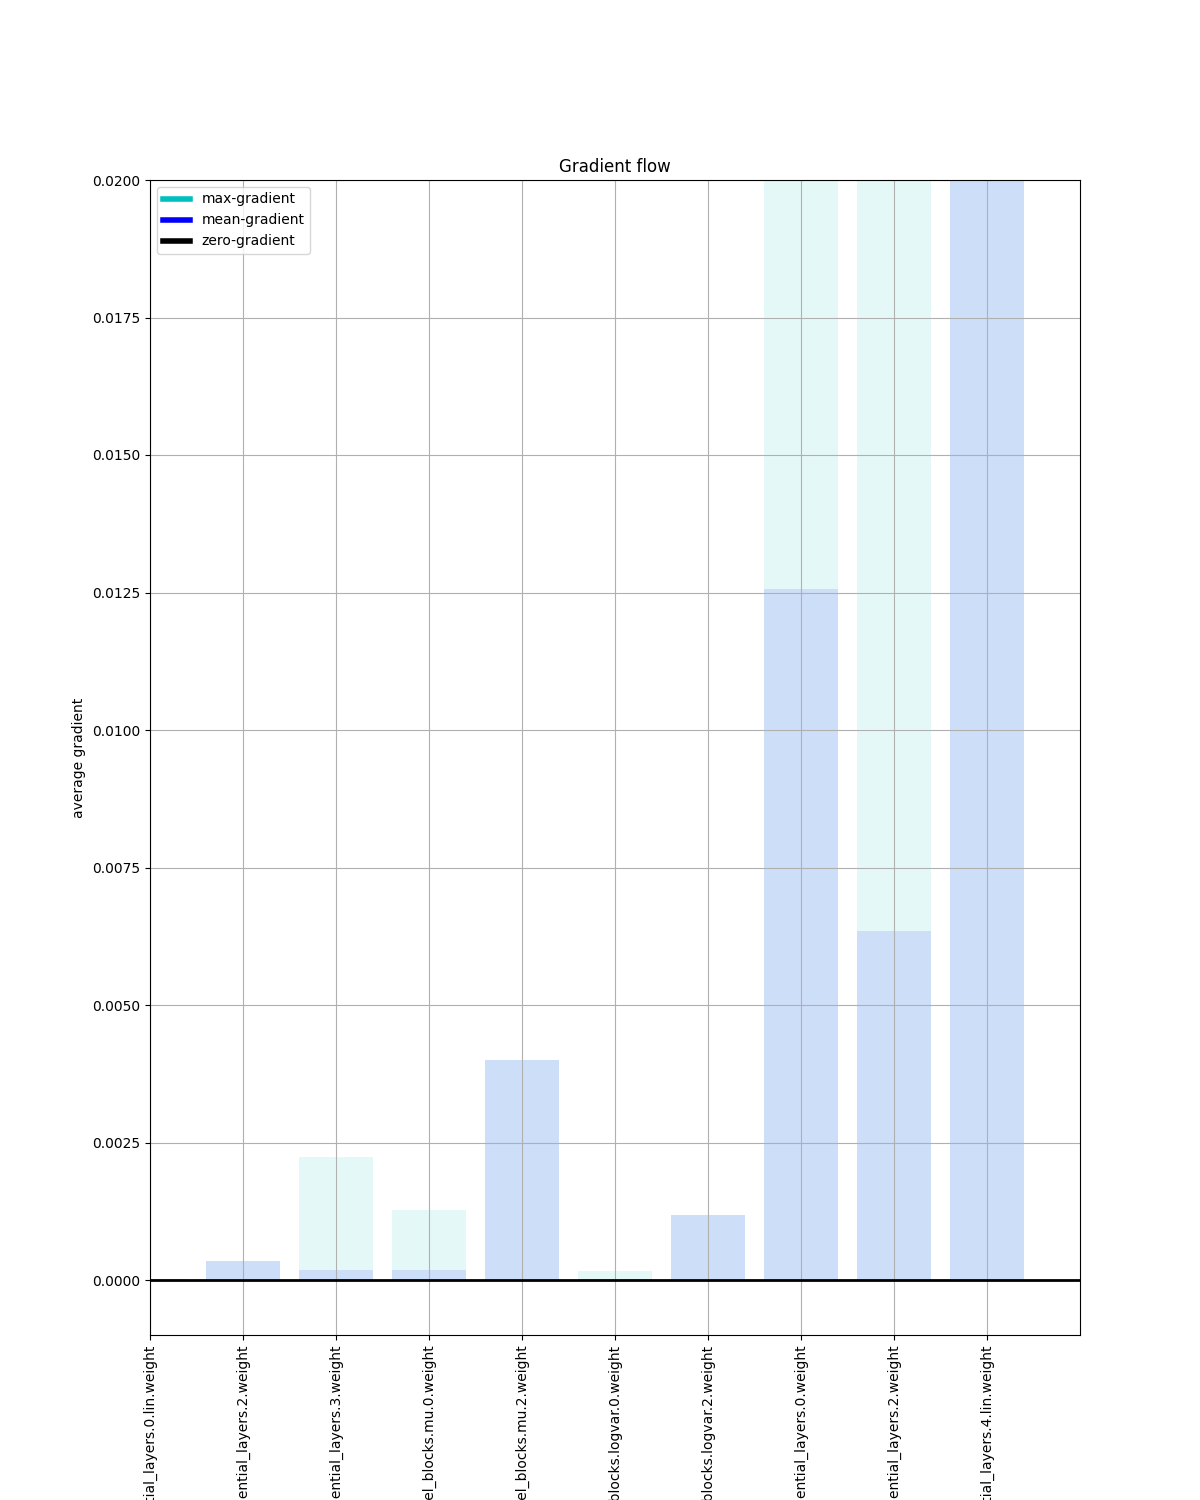 Gradient flow
max-gradient
mean-gradient
zero-gradient
0.0200
0.0175
0.0150
0.0125
0.0100
0.0075
0.0050
0.0025
0.0000
average gradient
tial_layers.0.lin.weight
ential_layers.2.weight
ential_layers.3.weight
el_blocks.mu.0.weight
el_blocks.mu.2.weight
blocks.logvar.0.weight
blocks.logvar.2.weight
ential_layers.0.weight
ential_layers.2.weight
tial_layers.4.lin.weight